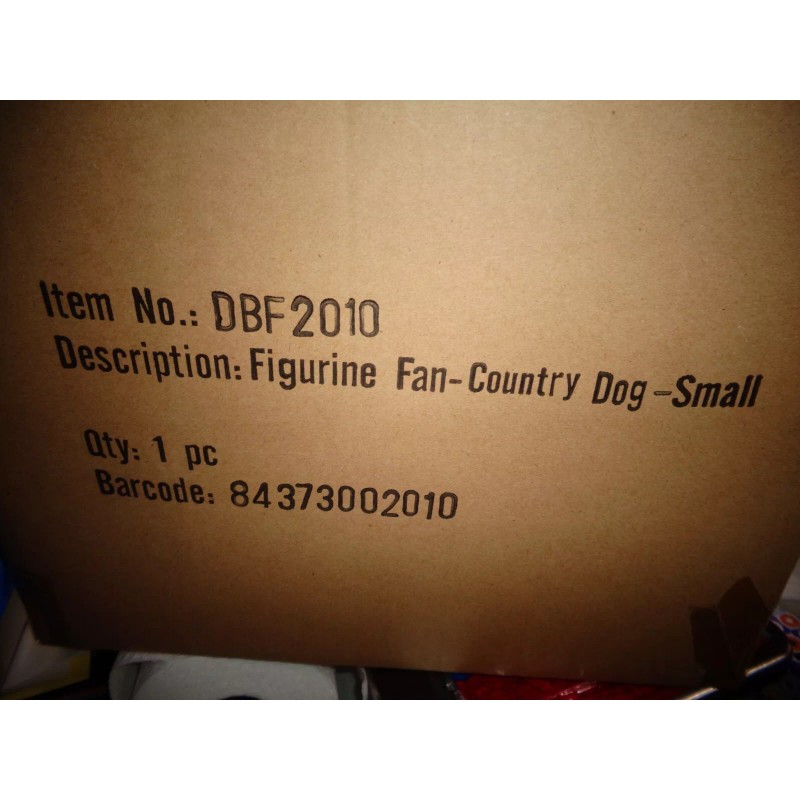 Item No.: DBF2010
Description: Figurine Fan-Country Dog-Small
Qty: 1 pc
Barcode: 84373002010